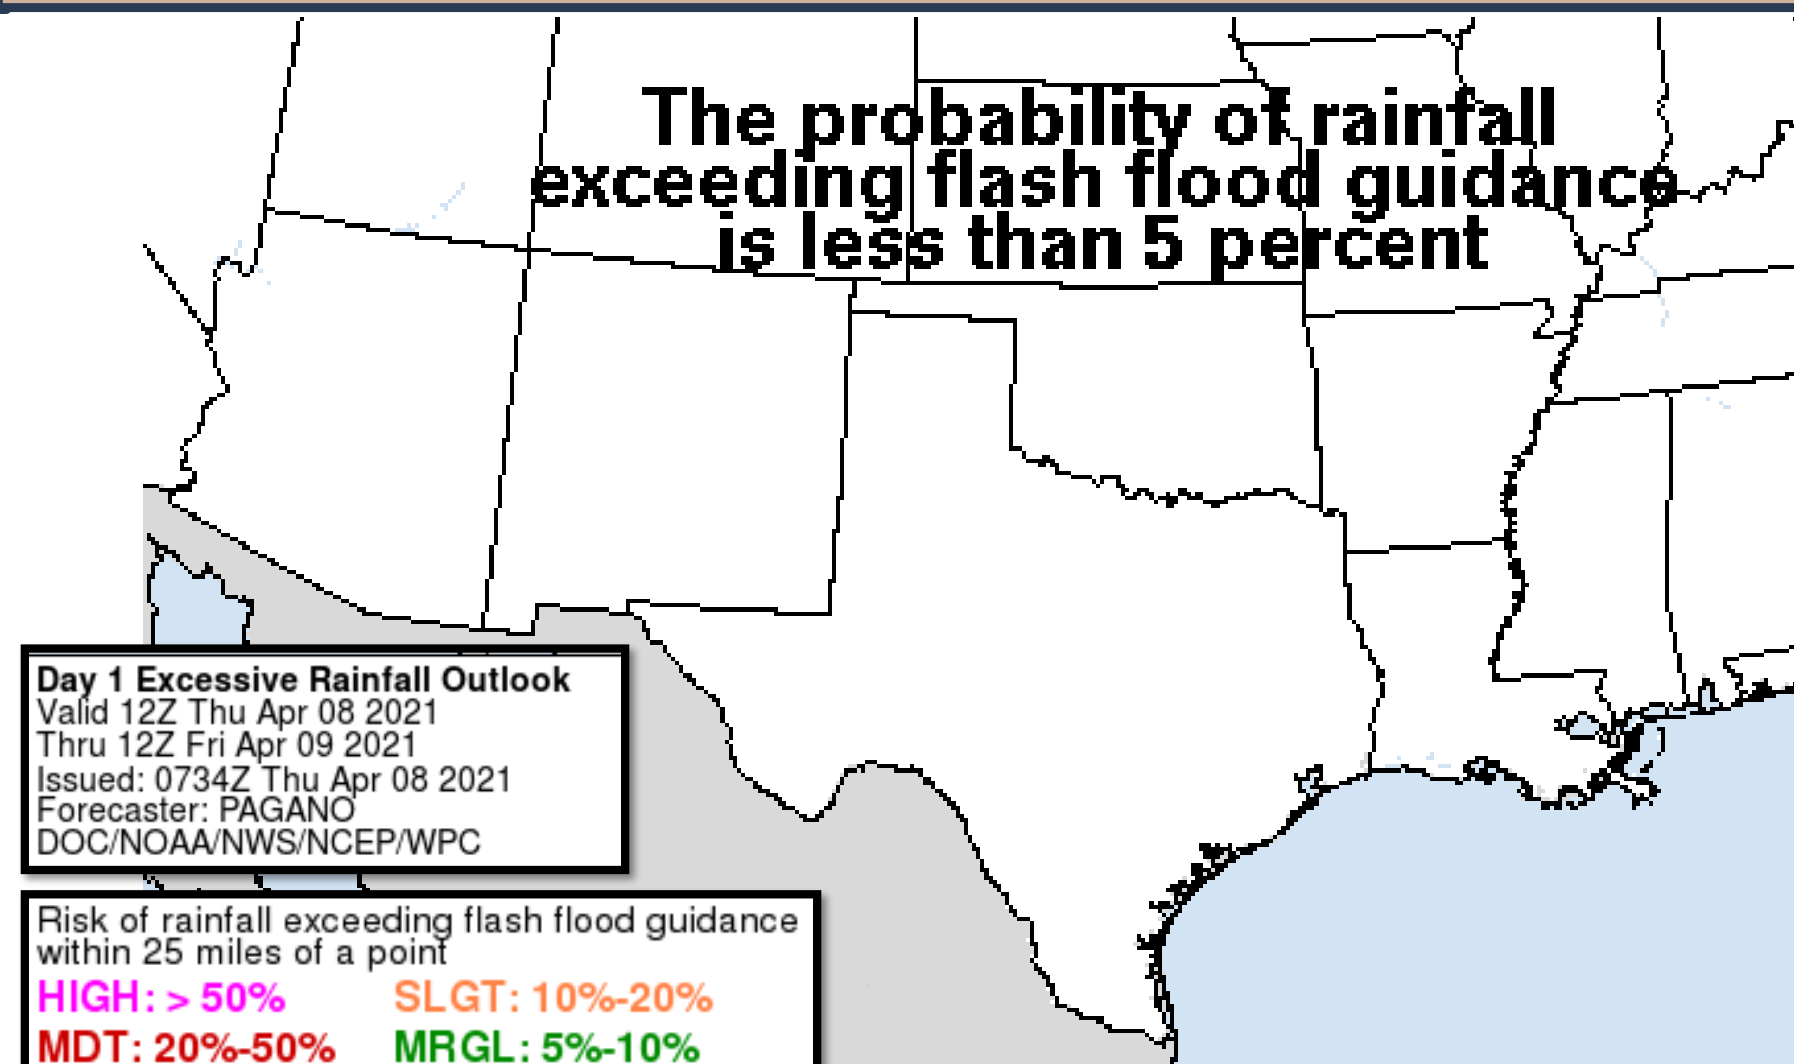 The probability of rainfall
exceeding flash flood guidance
is less than 5 percent
Day 1 Excessive Rainfall Outlook
Valid 12Z Thu Apr 08 2021
Thru 12Z Fri Apr 09 2021
Issued: 0734Z Thu Apr 08 2021
Forecaster: PAGANO
DOC/NOAA/NWS/NCEP/WPC
Risk of rainfall exceeding flash flood guidance
within 25 miles of a point
HIGH: > 50% SLGT: 10%-20%
MDT: 20%-50% MRGL: 5%-10%